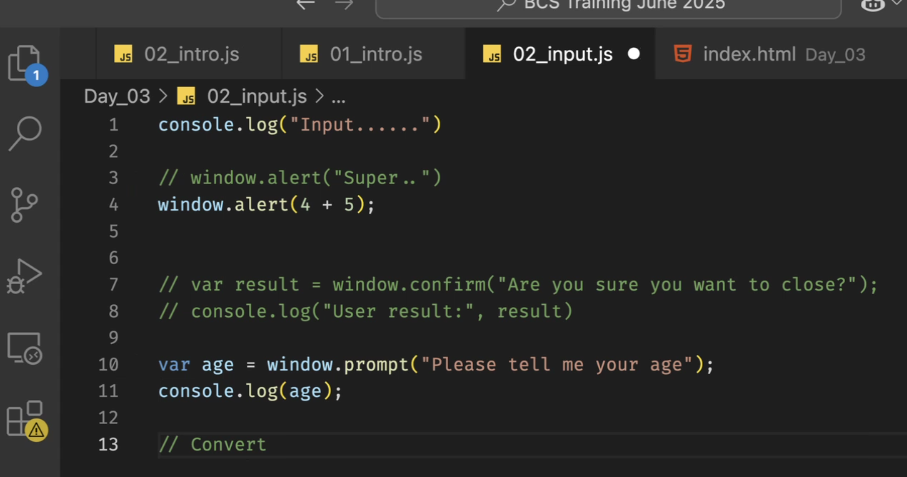 BCS Training June 2025
JS 02_intro.js JS 01_intro.js JS 02_input.js index.html Day_03
1
Day_03 > JS 02_input.js > ...
1 console.log("Input......")
2
3 // window.alert("Super..")
4 window.alert(4 + 5);
5
6
7 // var result = window.confirm("Are you sure you want to close?");
8 // console.log("User result:", result)
9
10 var age = window.prompt("Please tell me your age");
11 console.log(age);
12
13 // Convert